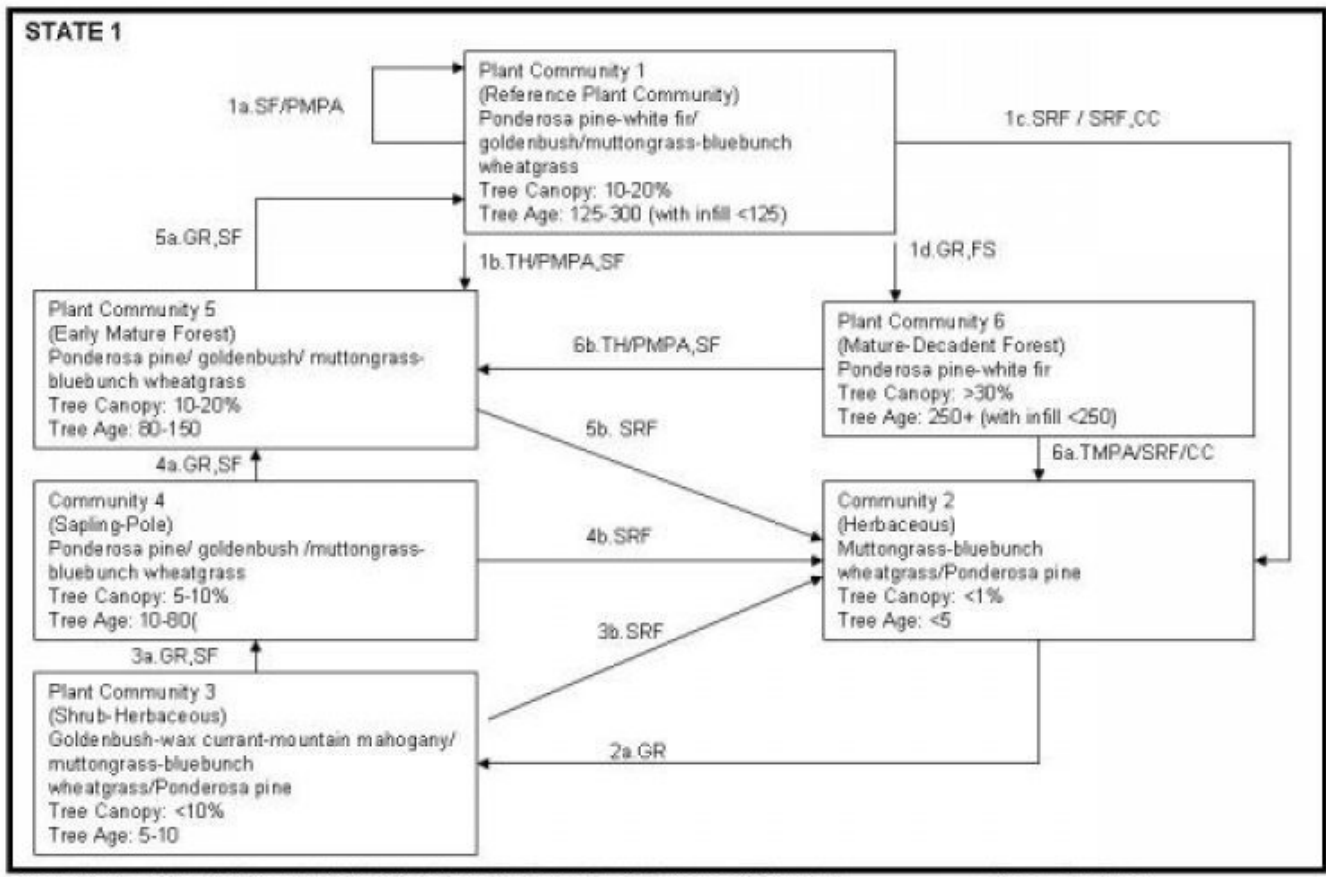 STATE 1
Plant Community 1
(Reference Plant Community)
Ponderosa pine-white fir/
goldenbush/muttongrass-bluebunch
wheatgrass
Tree Canopy: 10-20%
Tree Age: 125-300 (with infill <125)
1a.SF/PMPA
1c.SRF / SRF,CC
5a.GR,SF
1b.TH/PMPA,SF
1d.GR,FS
Plant Community 5
(Early Mature Forest)
Ponderosa pine/ goldenbush/ muttongrass-
bluebunch wheatgrass
Tree Canopy: 10-20%
Tree Age: 80-150
6b.TH/PMPA,SF
Plant Community 6
(Mature-Decadent Forest)
Ponderosa pine-white fir
Tree Canopy: >30%
Tree Age: 250+ (with infill <250)
5b. SRF
4a.GR,SF
6a.TMPA/SRF/CC
Community 4
(Sapling-Pole)
Ponderosa pine/ goldenbush /muttongrass-
bluebunch wheatgrass
Tree Canopy: 5-10%
Tree Age: 10-80(
4b.SRF
Community 2
(Herbaceous)
Muttongrass-bluebunch
wheatgrass/Ponderosa pine
Tree Canopy: <1%
Tree Age: <5
3b.SRF
3a.GR,SF
Plant Community 3
(Shrub-Herbaceous)
Goldenbush-wax currant-mountain mahogany/
muttongrass-bluebunch
wheatgrass/Ponderosa pine
Tree Canopy: <10%
Tree Age: 5-10
2a.GR